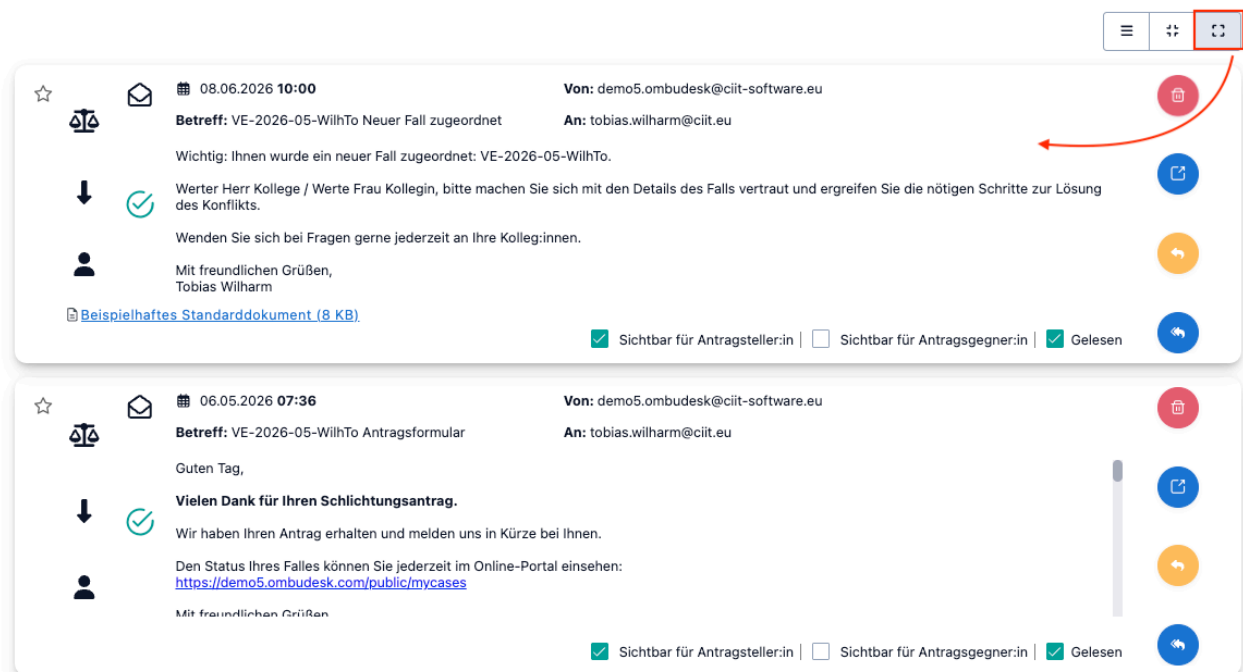 08.06.2026 10:00
Von: demo5.ombudesk@ciit-software.eu
Betreff: VE-2026-05-WilhTo Neuer Fall zugeordnet
An: tobias.wilharm@ciit.eu
Wichtig: Ihnen wurde ein neuer Fall zugeordnet: VE-2026-05-WilhTo.
Werter Herr Kollege / Werte Frau Kollegin, bitte machen Sie sich mit den Details des Falls vertraut und ergreifen Sie die nötigen Schritte zur Lösung
des Konflikts.
Wenden Sie sich bei Fragen gerne jederzeit an Ihre Kolleg:innen.
Mit freundlichen Grüßen,
Tobias Wilharm
Beispielhaftes Standarddokument (8 KB)
Sichtbar für Antragsteller:in | Sichtbar für Antragsgegner:in | Gelesen
06.05.2026 07:36
Von: demo5.ombudesk@ciit-software.eu
Betreff: VE-2026-05-WilhTo Antragsformular
An: tobias.wilharm@ciit.eu
Guten Tag,
Vielen Dank für Ihren Schlichtungsantrag.
Wir haben Ihren Antrag erhalten und melden uns in Kürze bei Ihnen.
Den Status Ihres Falles können Sie jederzeit im Online-Portal einsehen:
https://demo5.ombudesk.com/public/mycases
Mit freundlichen Grüßen
Sichtbar für Antragsteller:in | Sichtbar für Antragsgegner:in | Gelesen